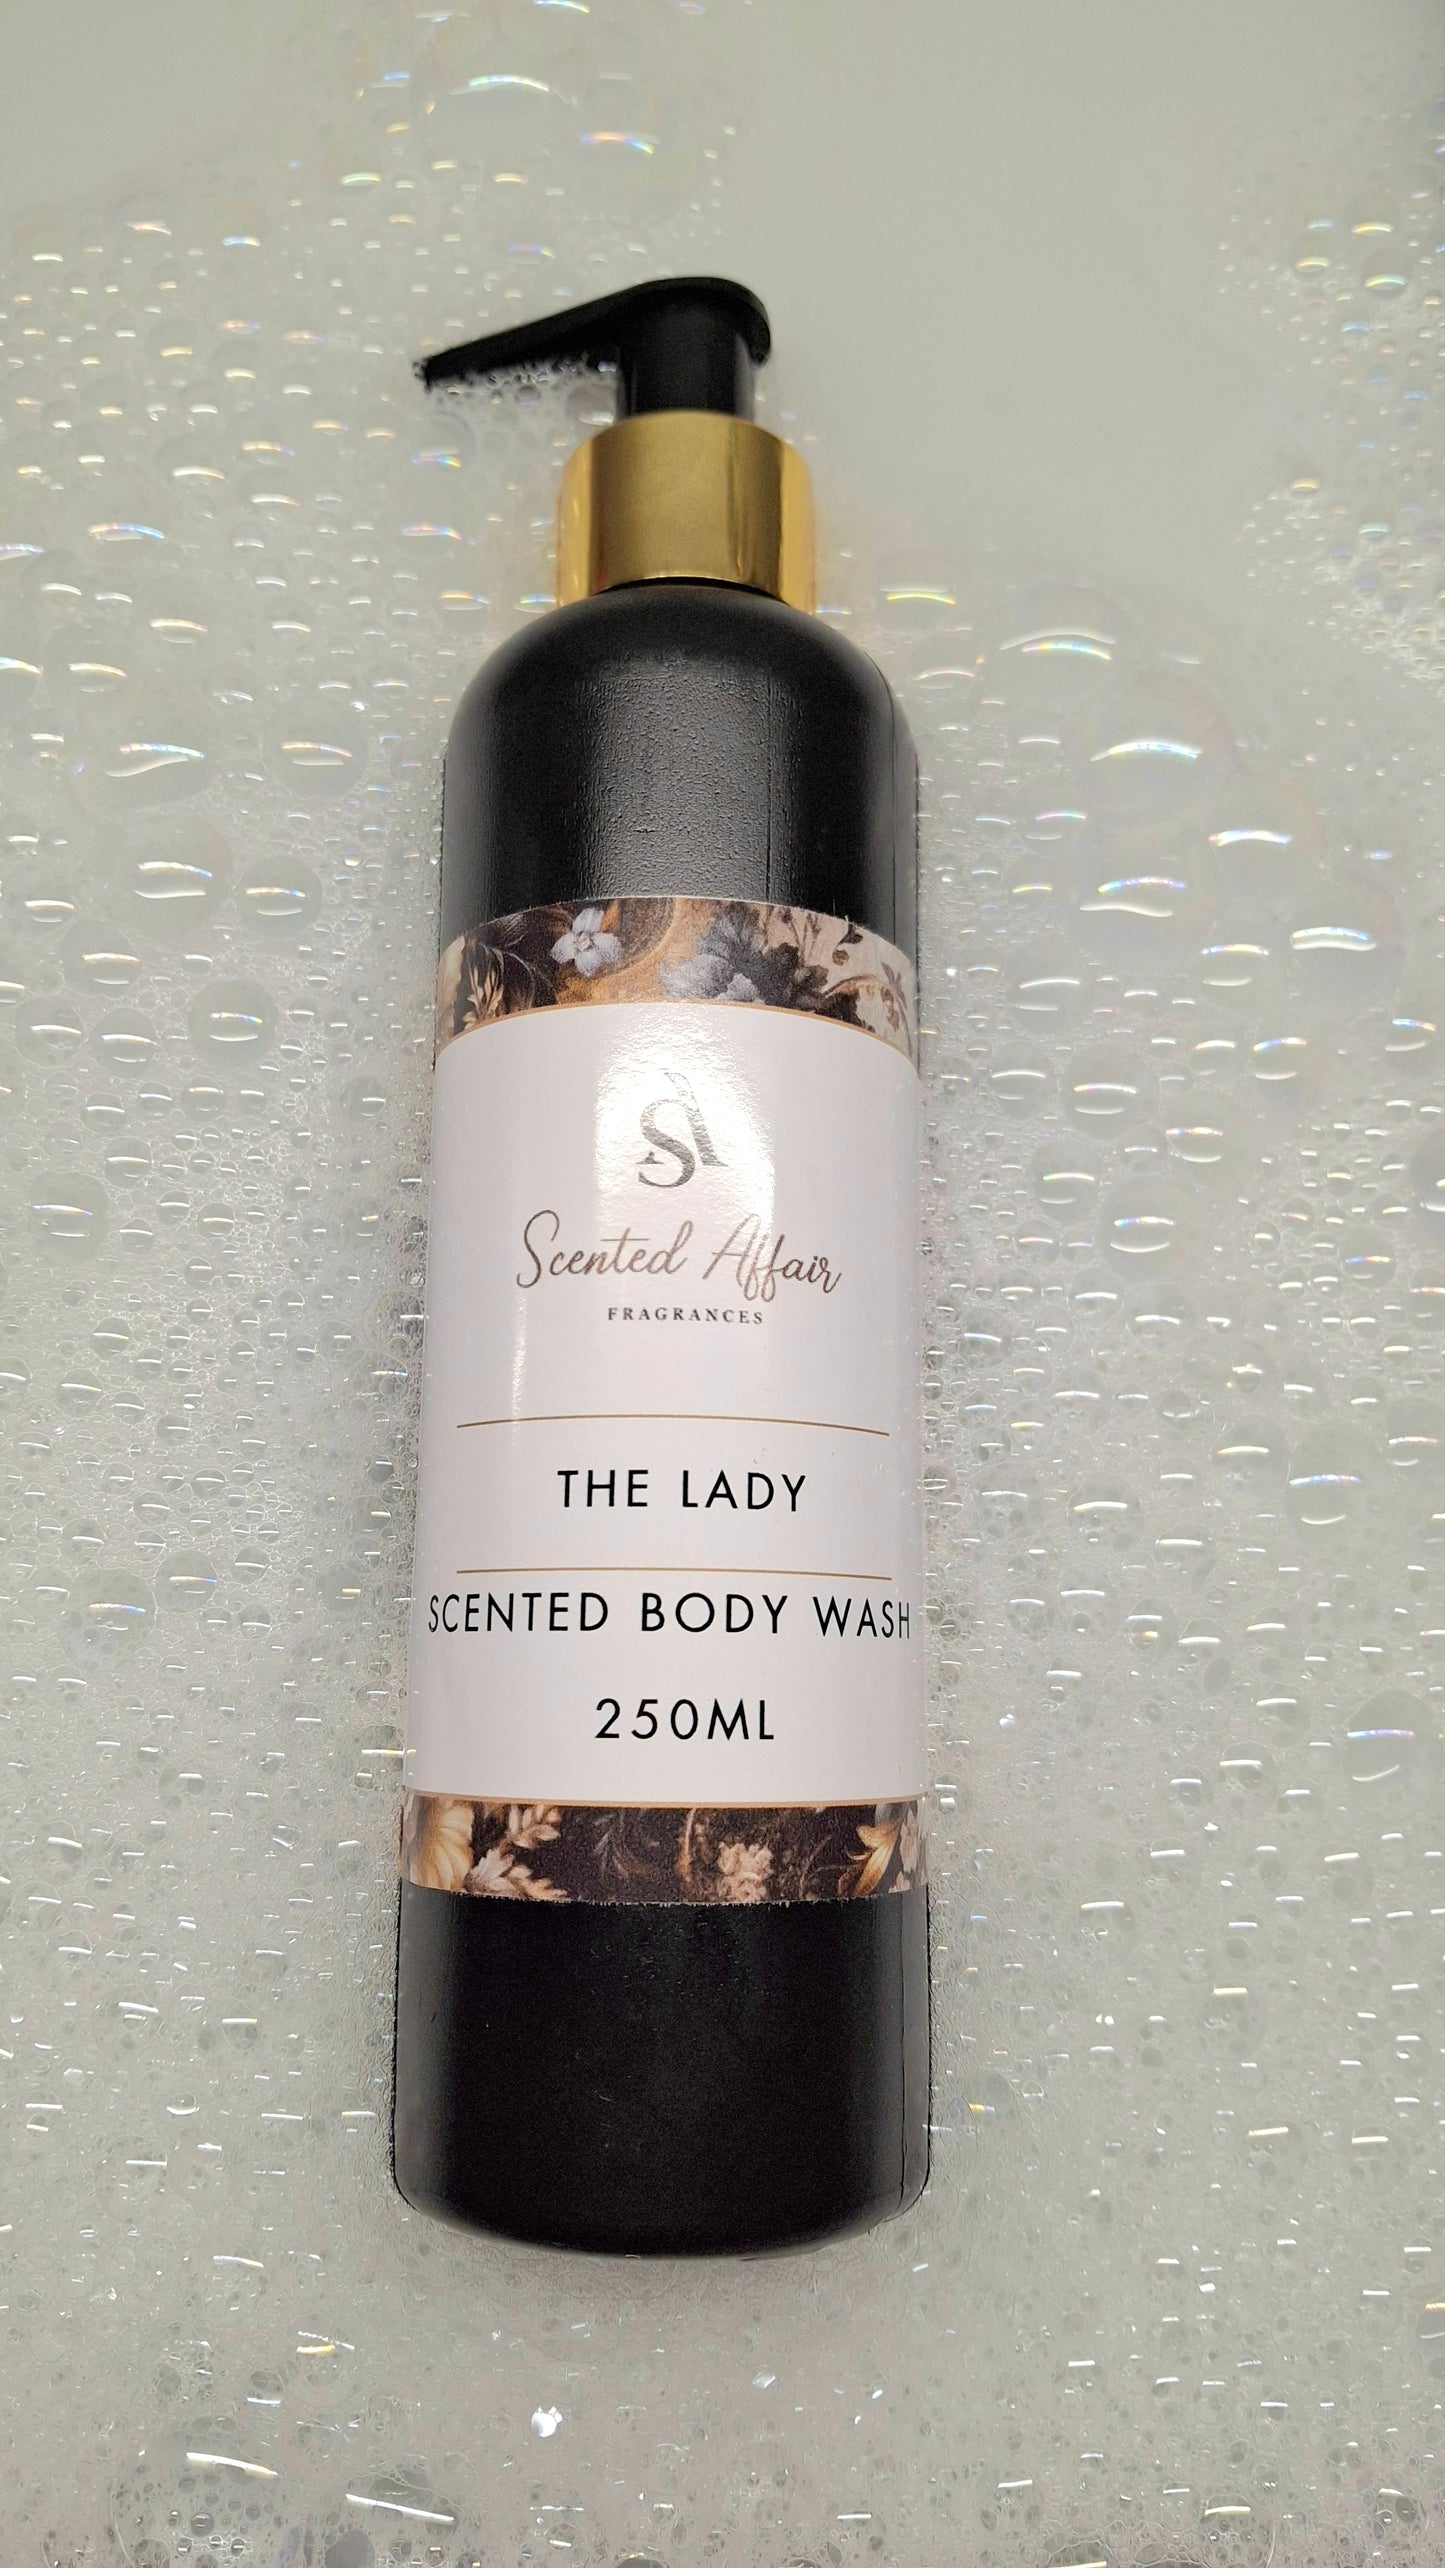 SA
Scented Affair
FRAGRANCES
THE LADY
SCENTED BODY WASH
250ML